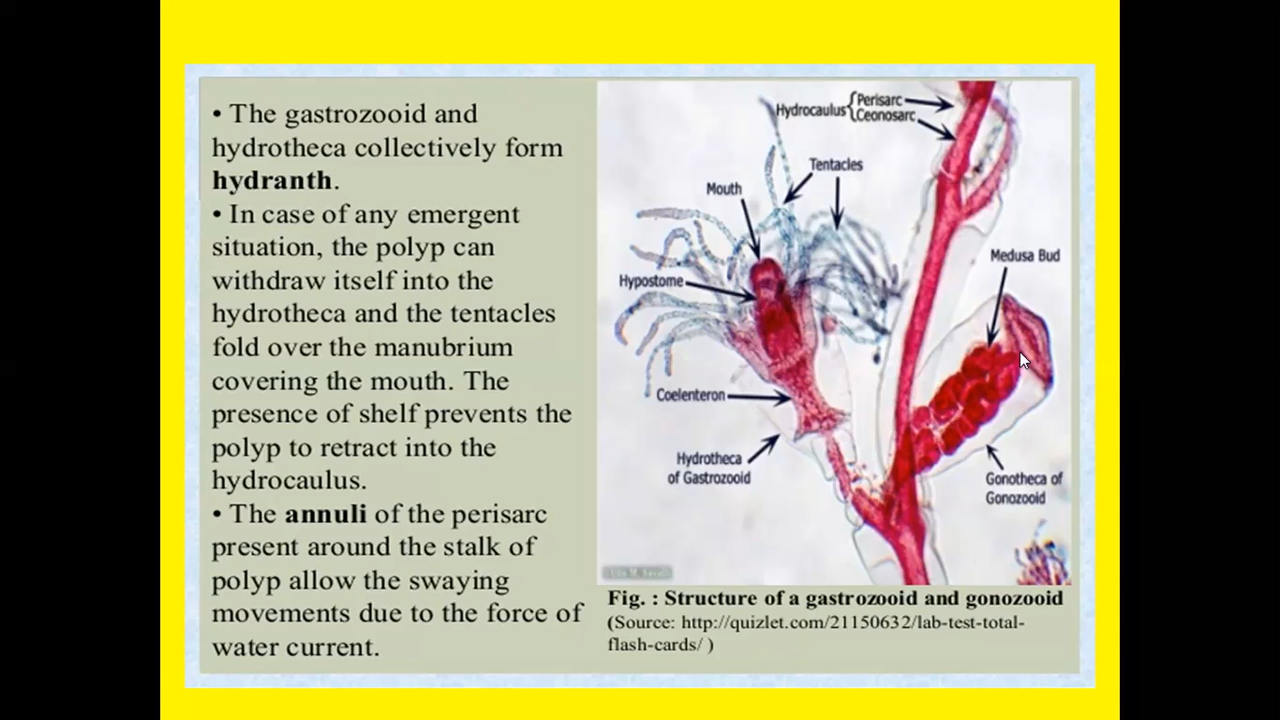 • The gastrozooid and
hydrotheca collectively form
hydranth.
• In case of any emergent
situation, the polyp can
withdraw itself into the
hydrotheca and the tentacles
fold over the manubrium
covering the mouth. The
presence of shelf prevents the
polyp to retract into the
hydrocaulus.
• The annuli of the perisarc
present around the stalk of
polyp allow the swaying
movements due to the force of
water current.
Hydrocaulus { Perisarc
Ceonosarc
Tentacles
Mouth
Medusa Bud
Hypostome
Coelenteron
Hydrotheca
of Gastrozooid
Gonotheca of
Gonozooid
Fig. : Structure of a gastrozooid and gonozooid
(Source: http://quizlet.com/21150632/lab-test-total-
flash-cards/ )